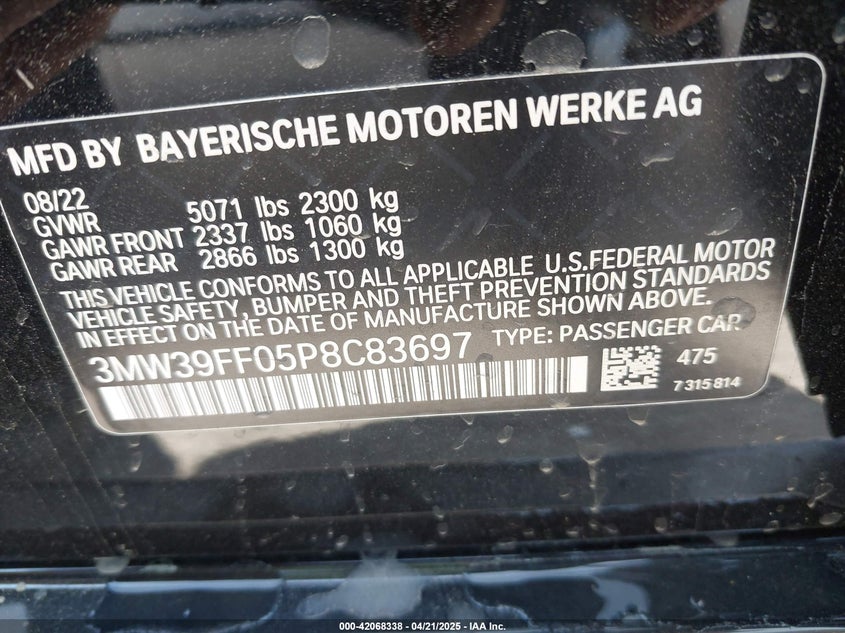 MFD BY BAYERISCHE MOTOREN WERKE AG
08/22
GVWR 5071 lbs 2300 kg
GAWR FRONT 2337 lbs 1060 kg
GAWR REAR 2866 lbs 1300 kg
THIS VEHICLE CONFORMS TO ALL APPLICABLE U.S.FEDERAL MOTOR
VEHICLE SAFETY, BUMPER AND THEFT PREVENTION STANDARDS
IN EFFECT ON THE DATE OF MANUFACTURE SHOWN ABOVE.
3MW39FF05P8C83697 TYPE: PASSENGER CAR
475
7 315 814
000-42068338 - 04/21/2025 - IAA Inc.